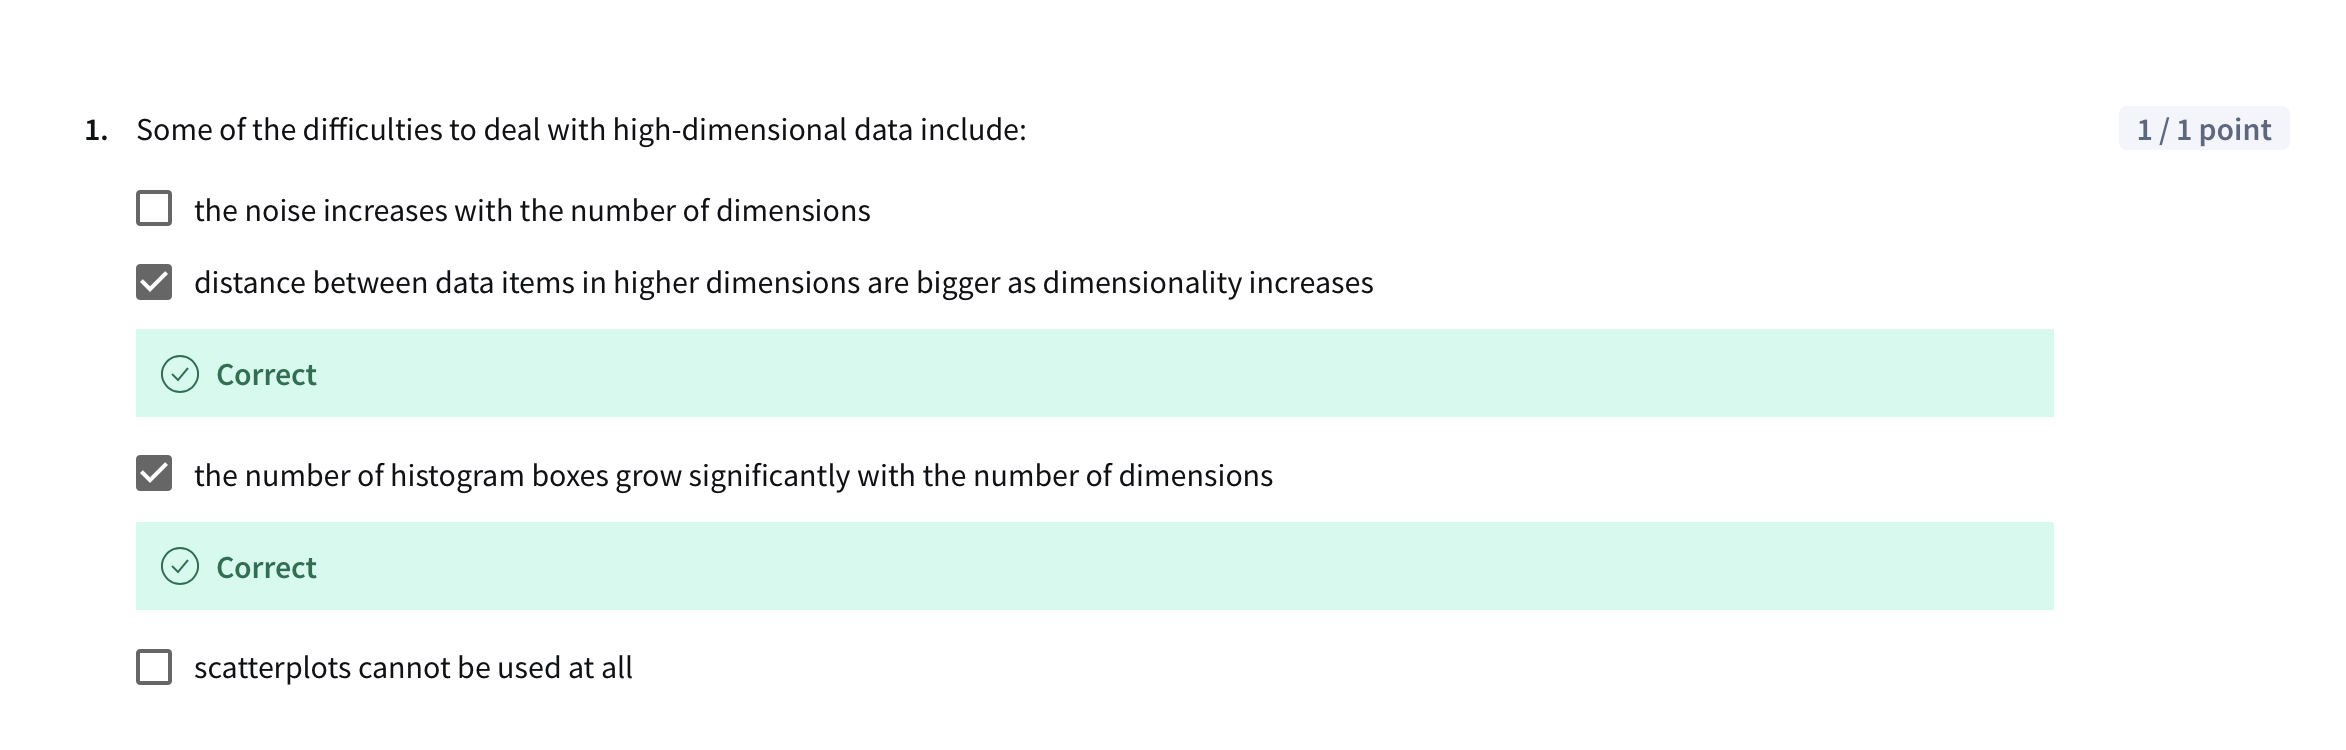 1. Some of the difficulties to deal with high-dimensional data include:
1 / 1 point
the noise increases with the number of dimensions
distance between data items in higher dimensions are bigger as dimensionality increases
Correct
the number of histogram boxes grow significantly with the number of dimensions
Correct
scatterplots cannot be used at all